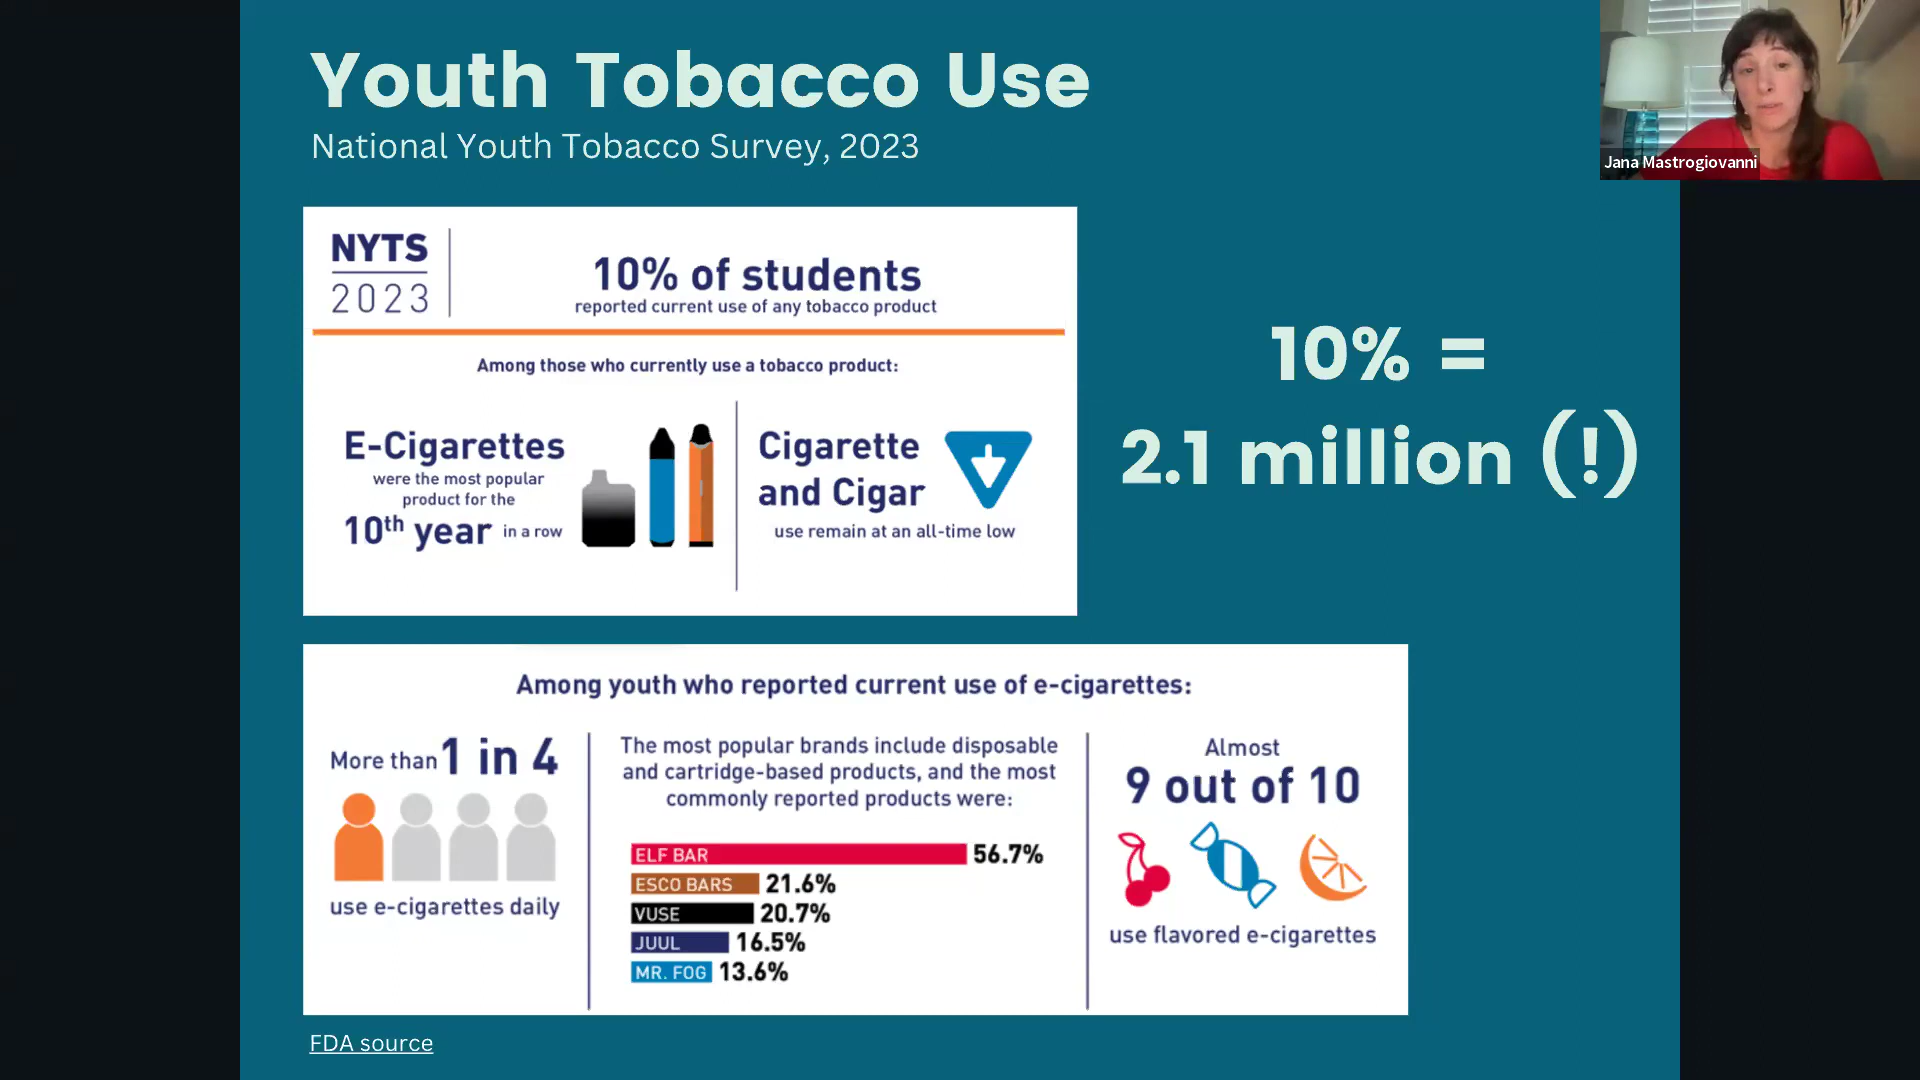 Youth Tobacco Use
National Youth Tobacco Survey, 2023
Jana Mastrogiovanni
NYTS
2023
10% of students
reported current use of any tobacco product
Among those who currently use a tobacco product:
E-Cigarettes
were the most popular
product for the
10th year in a row
Cigarette
and Cigar
use remain at an all-time low
10% =
2.1 million (!)
Among youth who reported current use of e-cigarettes:
More than 1 in 4
use e-cigarettes daily
The most popular brands include disposable
and cartridge-based products, and the most
commonly reported products were:
ELF BAR 56.7%
ESCO BARS 21.6%
VUSE 20.7%
JUUL 16.5%
MR. FOG 13.6%
Almost
9 out of 10
use flavored e-cigarettes
FDA source